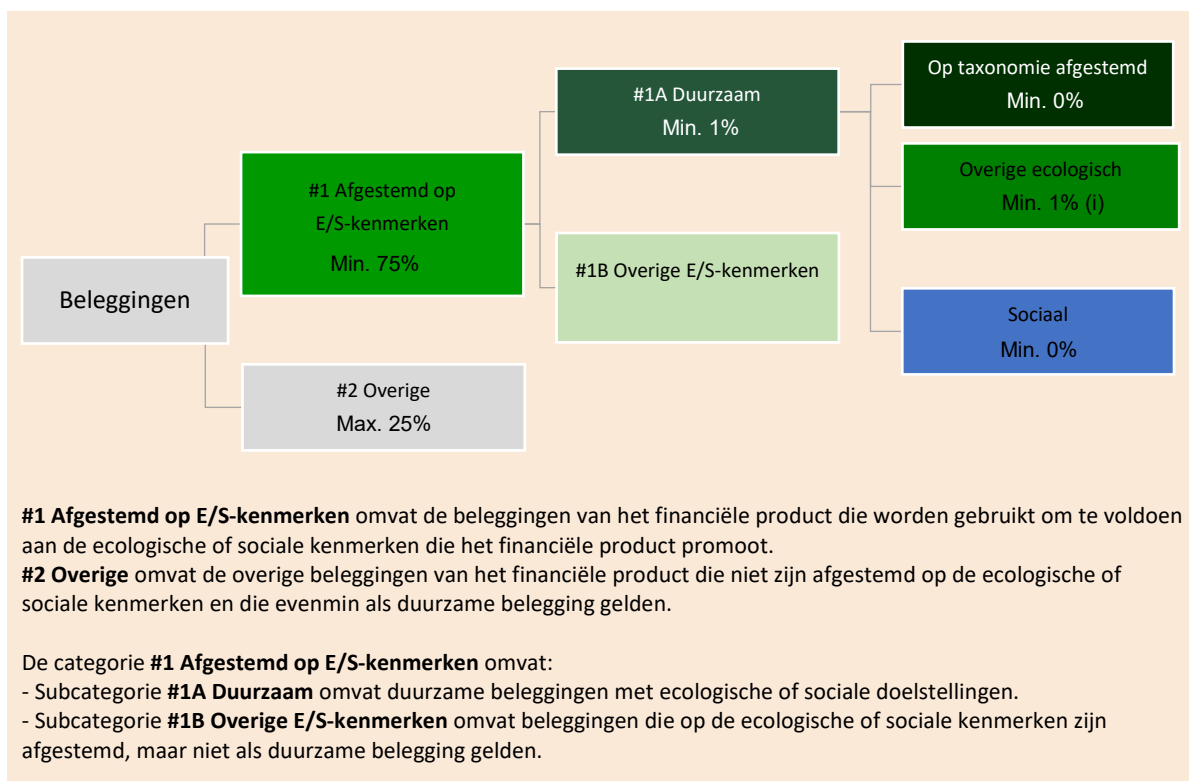 Beleggingen
#1 Afgestemd op
E/S-kenmerken
Min. 75%
#2 Overige
Max. 25%
#1A Duurzaam
Min. 1%
#1B Overige E/S-kenmerken
Op taxonomie afgestemd
Min. 0%
Overige ecologisch
Min. 1% (i)
Sociaal
Min. 0%
#1 Afgestemd op E/S-kenmerken omvat de beleggingen van het financiële product die worden gebruikt om te voldoen
aan de ecologische of sociale kenmerken die het financiële product promoot.
#2 Overige omvat de overige beleggingen van het financiële product die niet zijn afgestemd op de ecologische of
sociale kenmerken en die evenmin als duurzame belegging gelden.
De categorie #1 Afgestemd op E/S-kenmerken omvat:
- Subcategorie #1A Duurzaam omvat duurzame beleggingen met ecologische of sociale doelstellingen.
- Subcategorie #1B Overige E/S-kenmerken omvat beleggingen die op de ecologische of sociale kenmerken zijn
afgestemd, maar niet als duurzame belegging gelden.